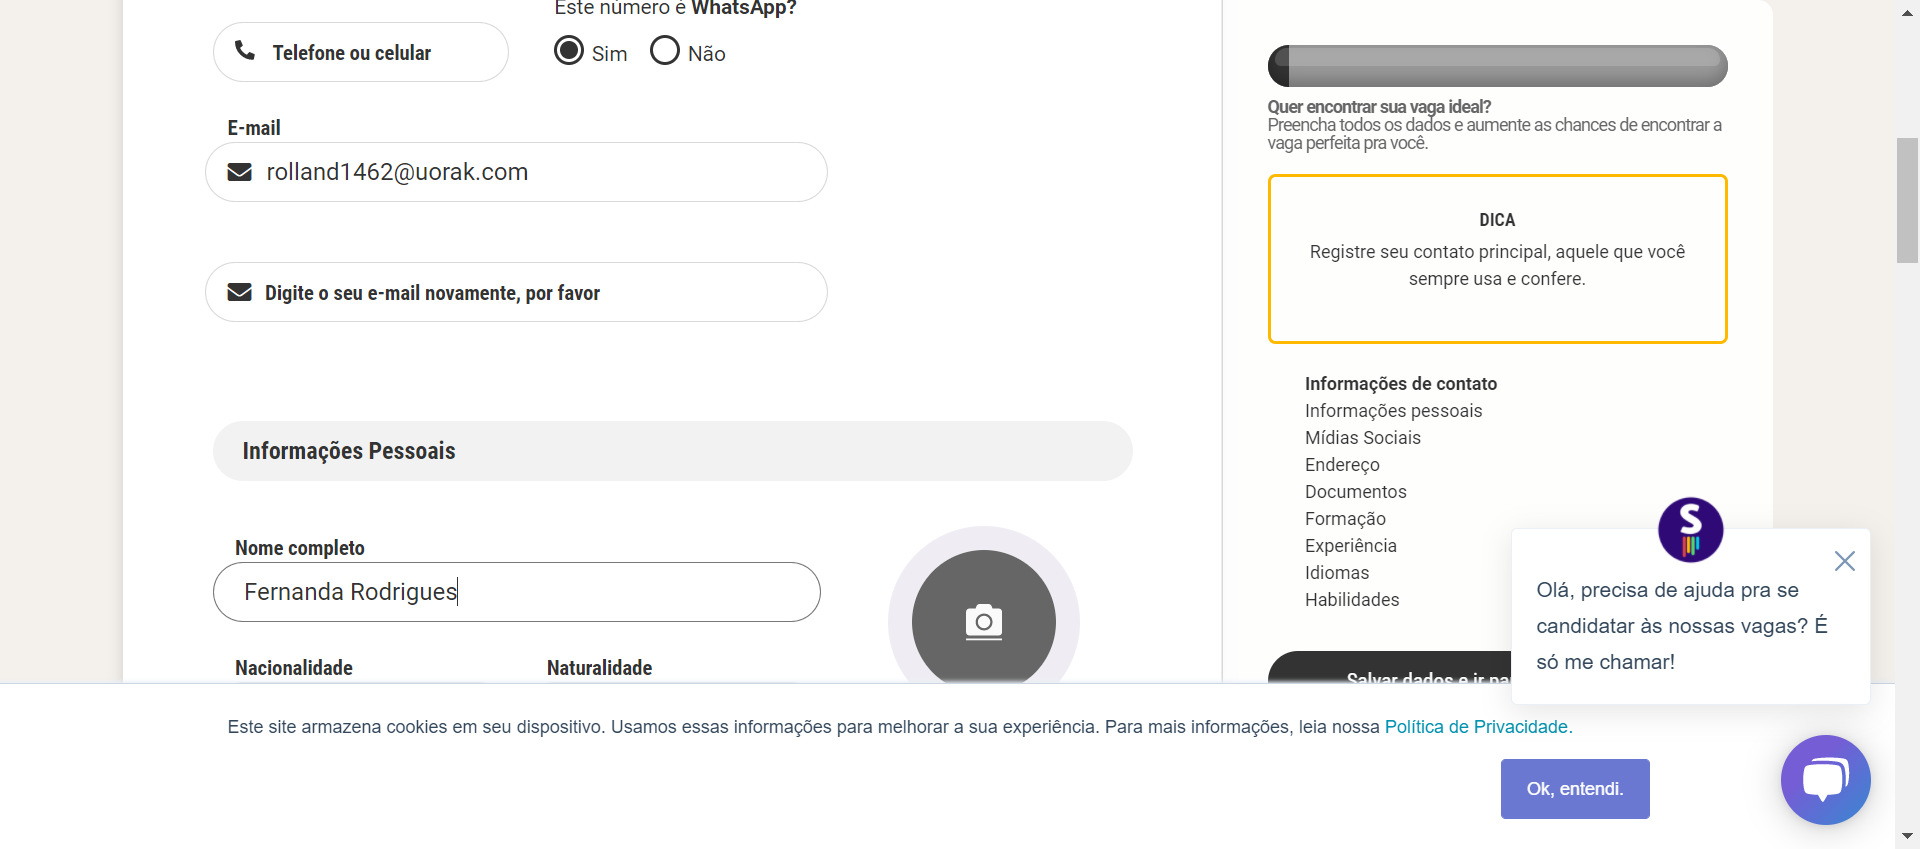 Este número é WhatsApp?
Telefone ou celular
Sim
Não
E-mail
rolland1462@uorak.com
Digite o seu e-mail novamente, por favor
Informações Pessoais
Nome completo
Fernanda Rodrigues
Nacionalidade
Naturalidade
Quer encontrar sua vaga ideal?
Preencha todos os dados e aumente as chances de encontrar a
vaga perfeita pra você.
DICA
Registre seu contato principal, aquele que você
sempre usa e confere.
Informações de contato
Informações pessoais
Mídias Sociais
Endereço
Documentos
Formação
Experiência
Idiomas
Habilidades
Salvar dados e ir
S
Olá, precisa de ajuda pra se
candidatar às nossas vagas? É
só me chamar!
Este site armazena cookies em seu dispositivo. Usamos essas informações para melhorar a sua experiência. Para mais informações, leia nossa Política de Privacidade.
Ok, entendi.